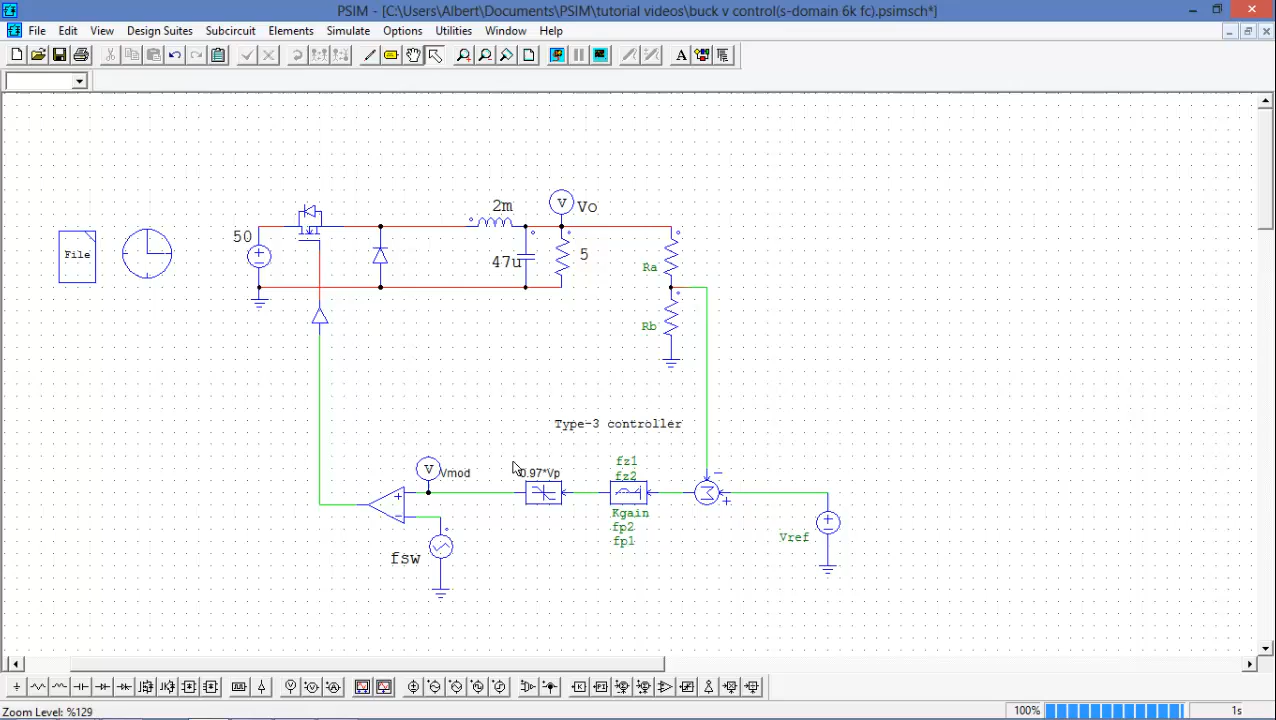 PSIM - [C:\Users\Albert\Documents\PSIM\tutorial videos\buck v control(s-domain 6k fc).psimsch*]
File Edit View Design Suites Subcircuit Elements Simulate Options Utilities Window Help
A
V Vo
2m
50
File
47u
5
Ra
Rb
Type-3 controller
V Vmod
0.97*Vp
fz1
fz2
Kgain
fp2
fp1
Vref
fsw
Zoom Level: %129
100%
1s